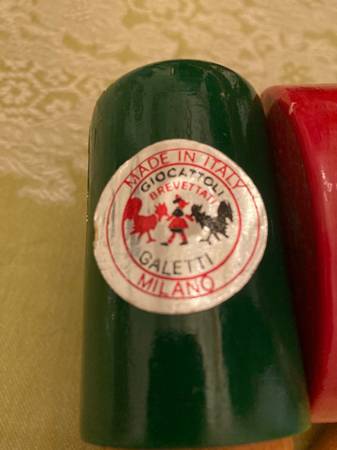 MADE IN ITALY
GIOCATTOLI
BREVETTATI
GALETTI
MILANO